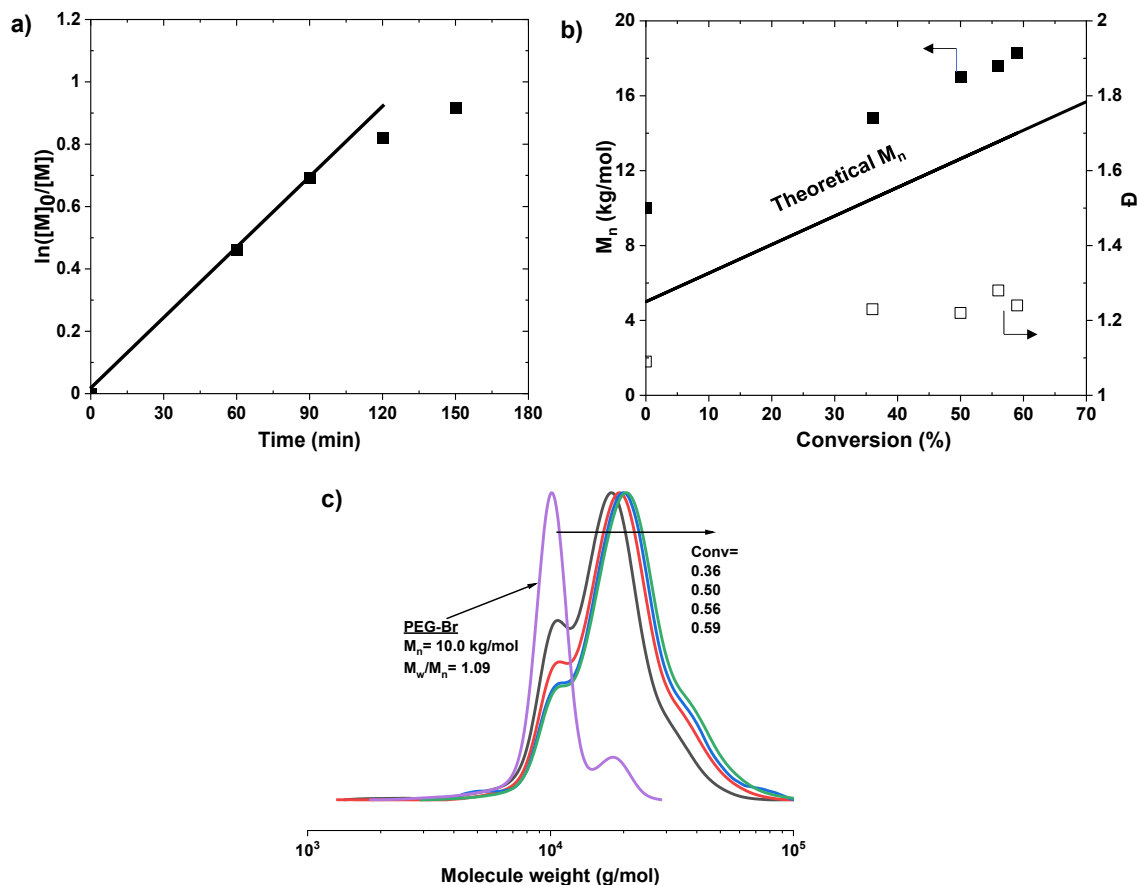 a)
1.2
1
0.8
0.6
0.4
0.2
0
ln([M]0/[M])
0 30 60 90 120 150 180
Time (min)
b)
20
16
12
8
4
0
Mn (kg/mol)
Theoretical Mn
2
1.8
1.6
1.4
1.2
1
Đ
0 10 20 30 40 50 60 70
Conversion (%)
c)
PEG-Br
Mn= 10.0 kg/mol
Mw/Mn= 1.09
Conv=
0.36
0.50
0.56
0.59
10³ 10⁴ 10⁵
Molecule weight (g/mol)